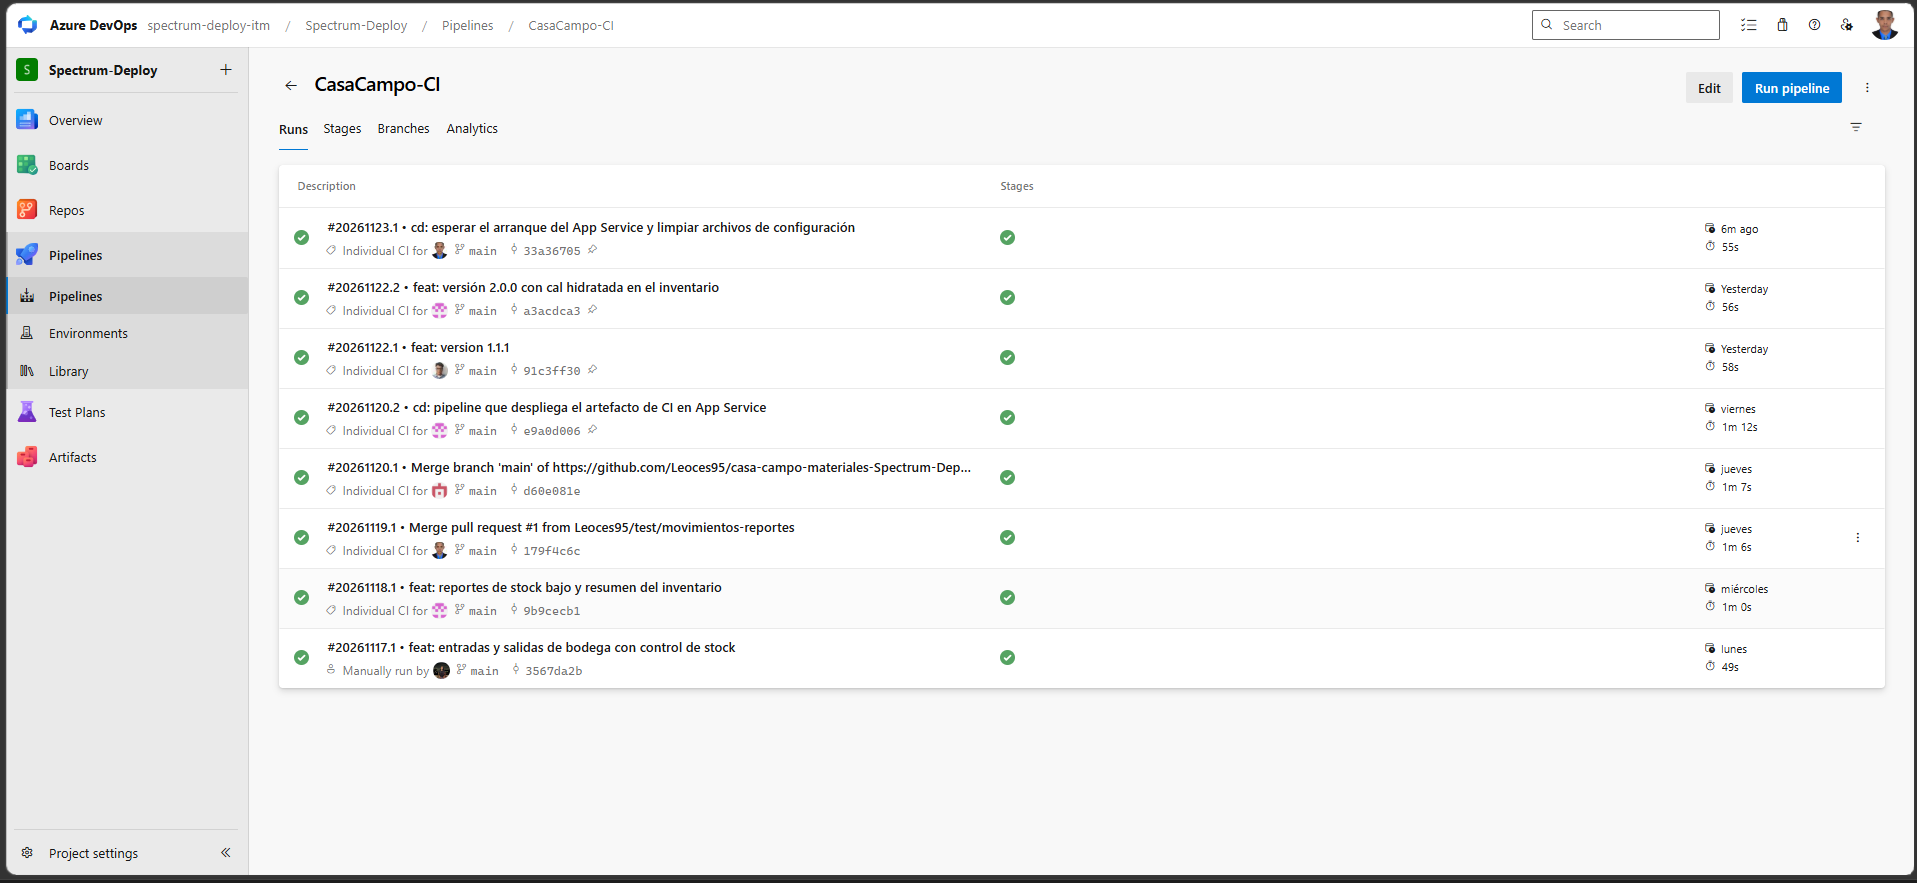 Azure DevOps spectrum-deploy-itm / Spectrum-Deploy / Pipelines / CasaCampo-CI
Search
S Spectrum-Deploy
Overview
Boards
Repos
Pipelines
Pipelines
Environments
Library
Test Plans
Artifacts
Project settings
CasaCampo-CI
Edit
Run pipeline
Runs Stages Branches Analytics
Description Stages
#20261123.1 • cd: esperar el arranque del App Service y limpiar archivos de configuración
Individual CI for main 33a36705
6m ago
55s
#20261122.2 • feat: versión 2.0.0 con cal hidratada en el inventario
Individual CI for main a3acdca3
Yesterday
56s
#20261122.1 • feat: version 1.1.1
Individual CI for main 91c3ff30
Yesterday
58s
#20261120.2 • cd: pipeline que despliega el artefacto de CI en App Service
Individual CI for main e9a0d006
viernes
1m 12s
#20261120.1 • Merge branch 'main' of https://github.com/Leoces95/casa-campo-materiales-Spectrum-Dep...
Individual CI for main d60e081e
jueves
1m 7s
#20261119.1 • Merge pull request #1 from Leoces95/test/movimientos-reportes
Individual CI for main 179f4c6c
jueves
1m 6s
#20261118.1 • feat: reportes de stock bajo y resumen del inventario
Individual CI for main 9b9cecb1
miércoles
1m 0s
#20261117.1 • feat: entradas y salidas de bodega con control de stock
Manually run by main 3567da2b
lunes
49s